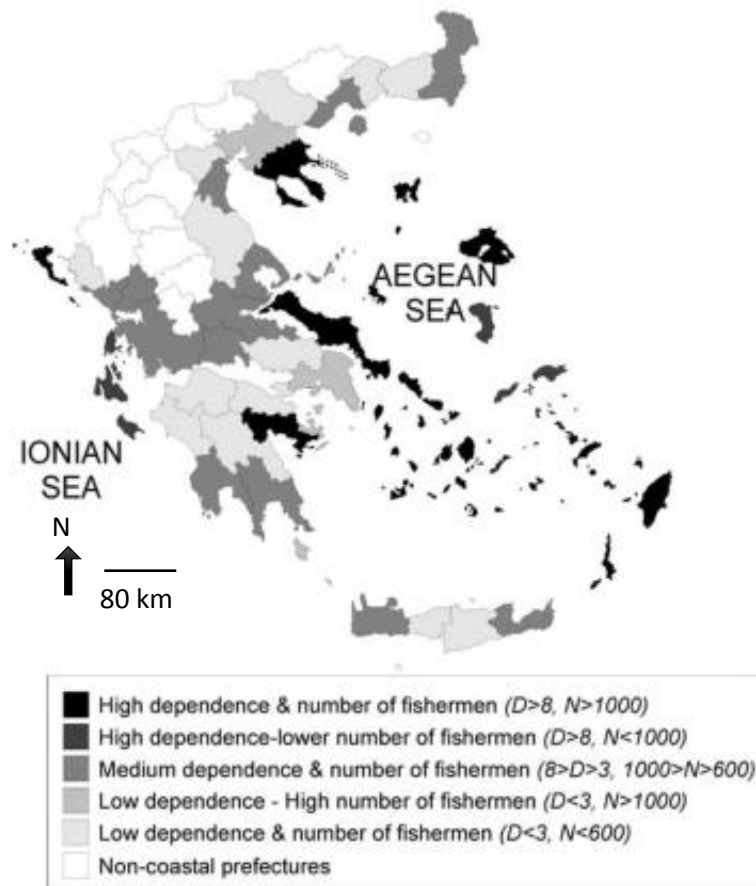 AEGEAN
SEA
IONIAN
SEA
N
80 km
High dependence & number of fishermen (D>8, N>1000)
High dependence-lower number of fishermen (D>8, N<1000)
Medium dependence & number of fishermen (8>D>3, 1000>N>600)
Low dependence - High number of fishermen (D<3, N>1000)
Low dependence & number of fishermen (D<3, N<600)
Non-coastal prefectures